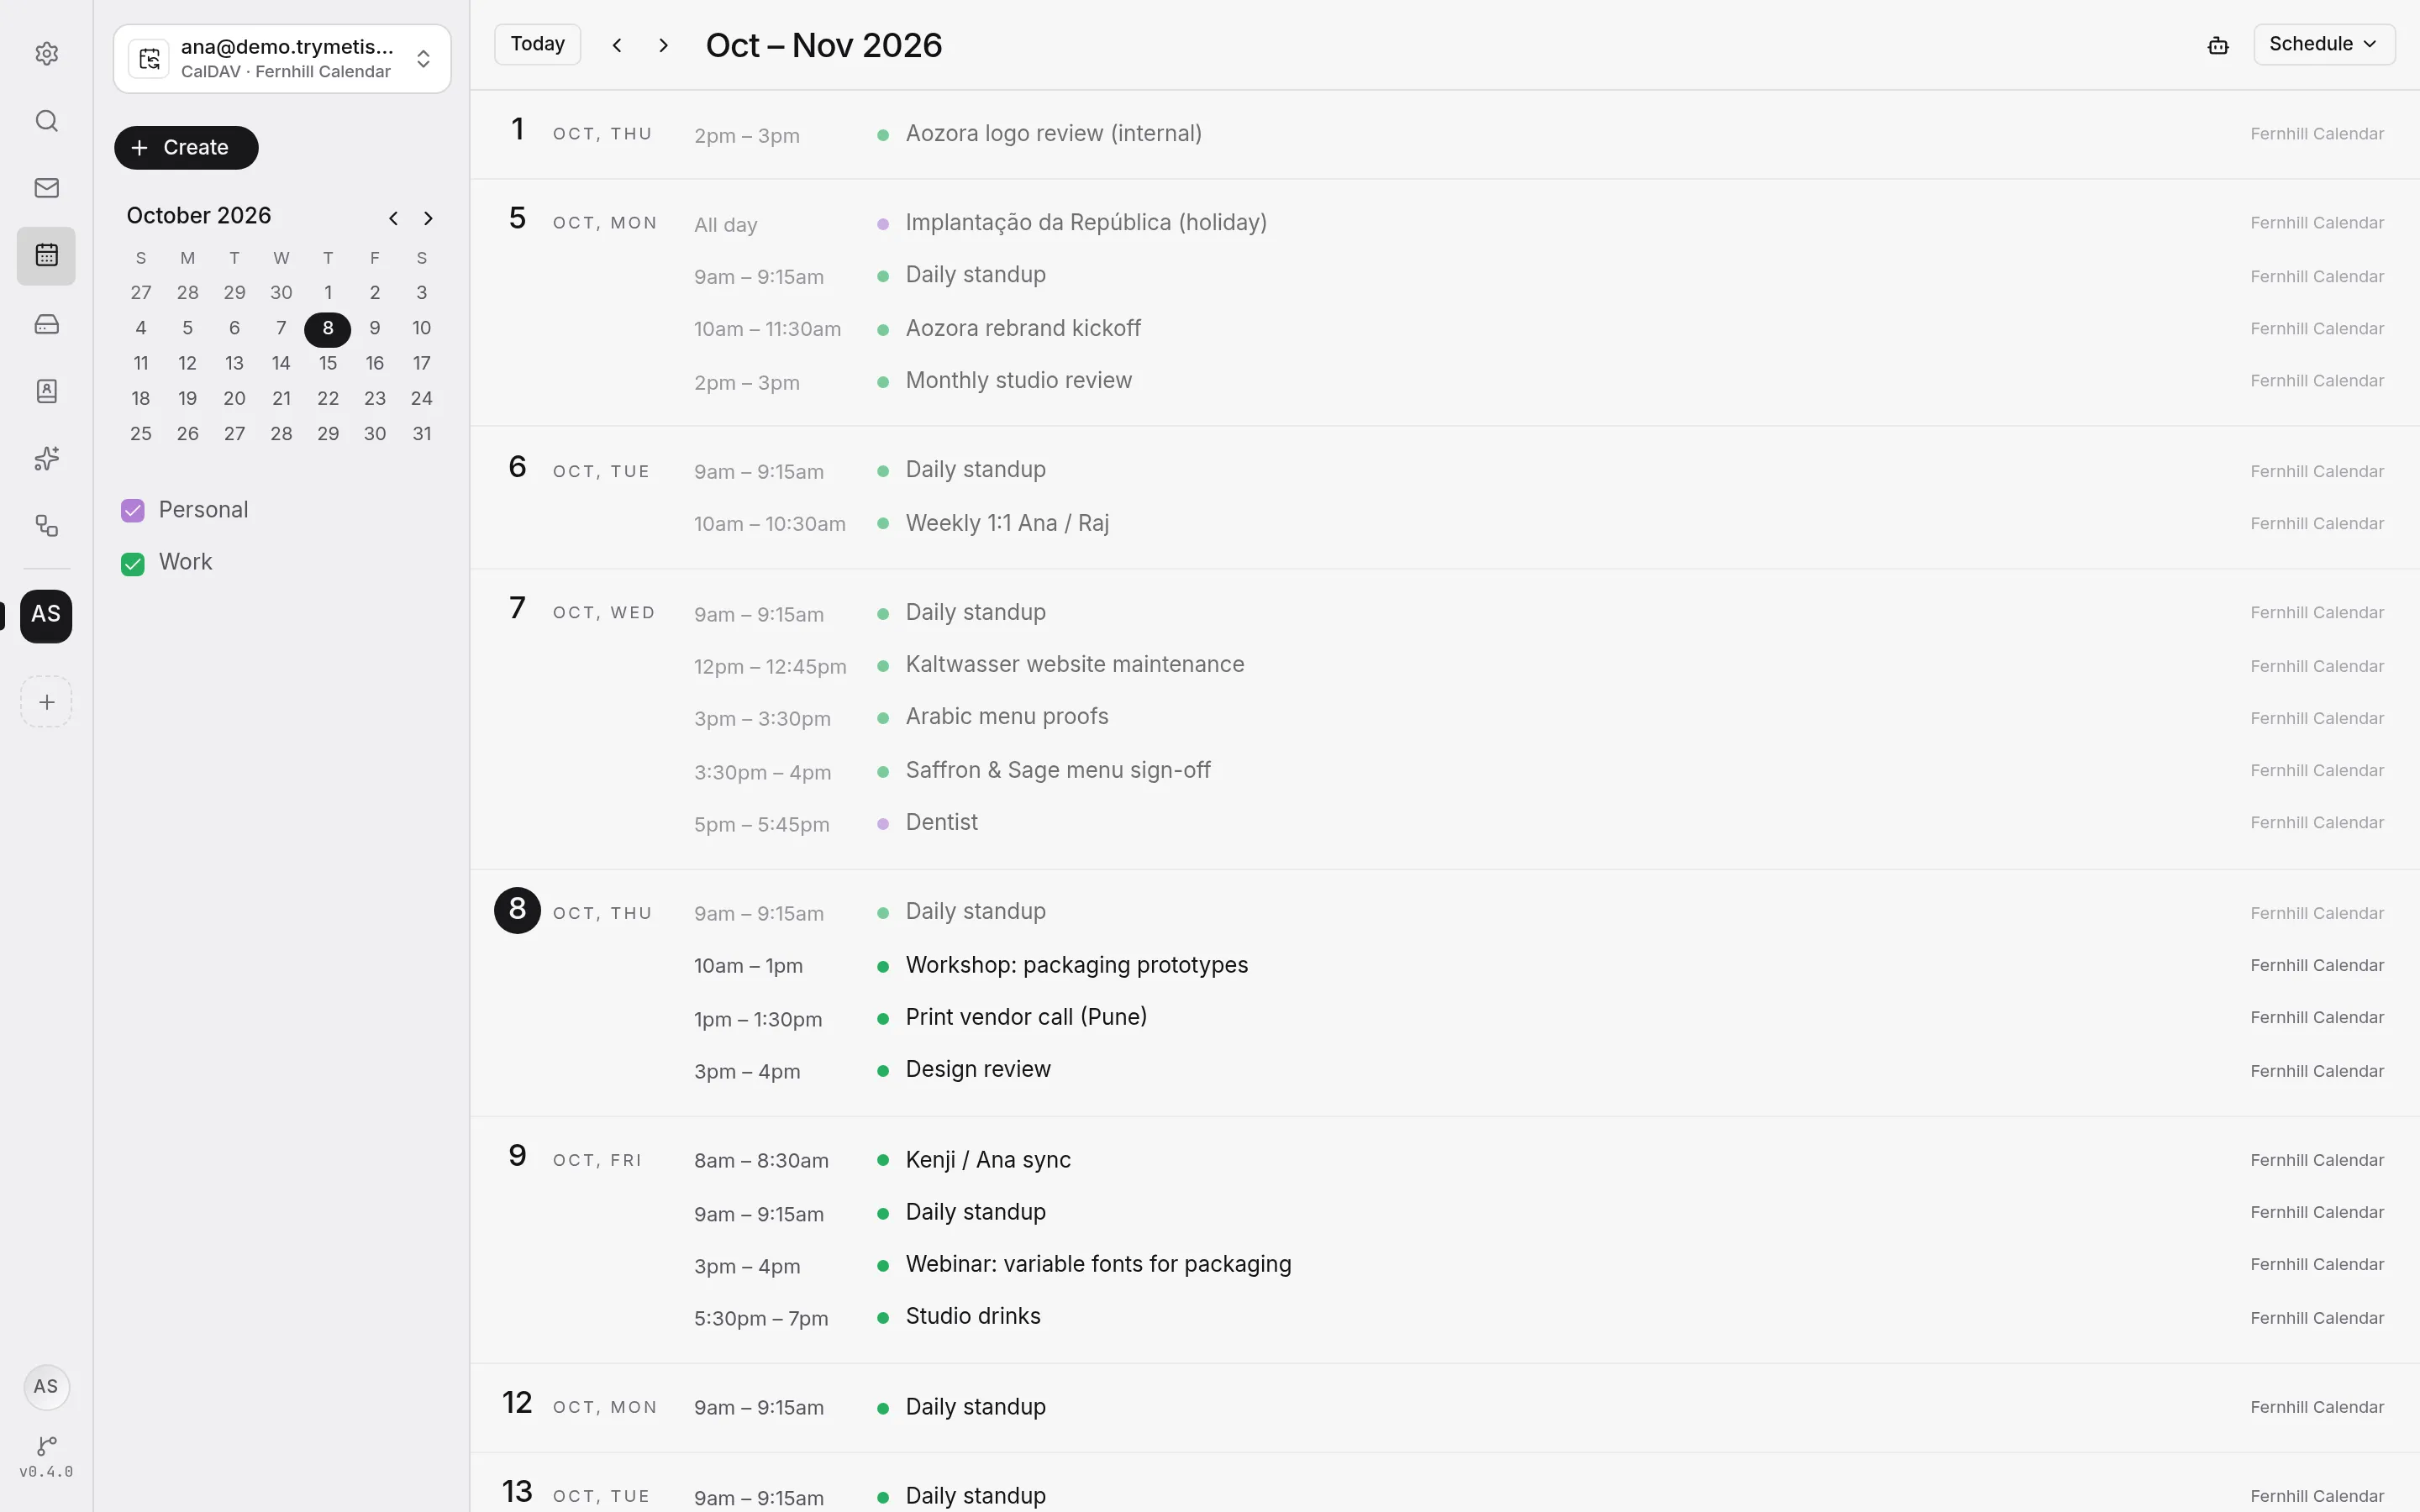 ana@demo.trymetis...
CalDAV · Fernhill Calendar
Create
October 2026
S M T W T F S
27 28 29 30 1 2 3
4 5 6 7 8 9 10
11 12 13 14 15 16 17
18 19 20 21 22 23 24
25 26 27 28 29 30 31
Personal
Work
AS
AS
v0.4.0
Today Oct – Nov 2026 Schedule
1 OCT, THU 2pm – 3pm Aozora logo review (internal) Fernhill Calendar
5 OCT, MON All day Implantação da República (holiday) Fernhill Calendar
9am – 9:15am Daily standup Fernhill Calendar
10am – 11:30am Aozora rebrand kickoff Fernhill Calendar
2pm – 3pm Monthly studio review Fernhill Calendar
6 OCT, TUE 9am – 9:15am Daily standup Fernhill Calendar
10am – 10:30am Weekly 1:1 Ana / Raj Fernhill Calendar
7 OCT, WED 9am – 9:15am Daily standup Fernhill Calendar
12pm – 12:45pm Kaltwasser website maintenance Fernhill Calendar
3pm – 3:30pm Arabic menu proofs Fernhill Calendar
3:30pm – 4pm Saffron & Sage menu sign-off Fernhill Calendar
5pm – 5:45pm Dentist Fernhill Calendar
8 OCT, THU 9am – 9:15am Daily standup Fernhill Calendar
10am – 1pm Workshop: packaging prototypes Fernhill Calendar
1pm – 1:30pm Print vendor call (Pune) Fernhill Calendar
3pm – 4pm Design review Fernhill Calendar
9 OCT, FRI 8am – 8:30am Kenji / Ana sync Fernhill Calendar
9am – 9:15am Daily standup Fernhill Calendar
3pm – 4pm Webinar: variable fonts for packaging Fernhill Calendar
5:30pm – 7pm Studio drinks Fernhill Calendar
12 OCT, MON 9am – 9:15am Daily standup Fernhill Calendar
13 OCT, TUE 9am – 9:15am Daily standup Fernhill Calendar